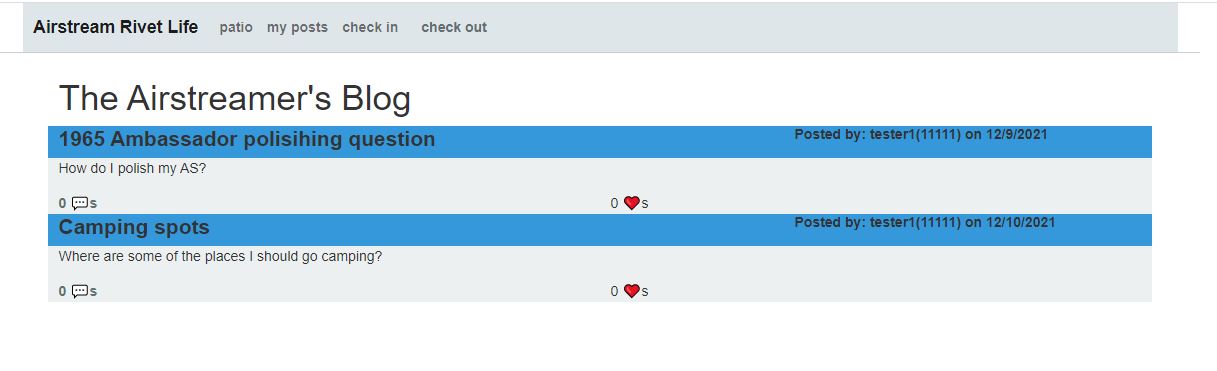 Airstream Rivet Life patio my posts check in check out
The Airstreamer's Blog
1965 Ambassador polisihing question Posted by: tester1(11111) on 12/9/2021
How do I polish my AS?
0 💬s 0 ❤s
Camping spots Posted by: tester1(11111) on 12/10/2021
Where are some of the places I should go camping?
0 💬s 0 ❤s